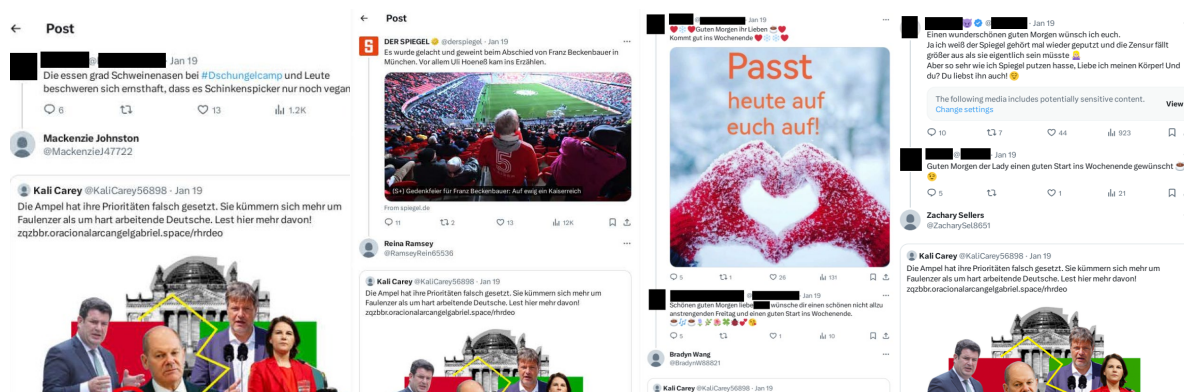 Post
@ · Jan 19
Die essen grad Schweinenasen bei #Dschungelcamp und Leute
beschweren sich ernsthaft, dass es Schinkenspicker nur noch vegan
6 13 1.2K
Mackenzie Johnston
@MackenzieJ47722
Kali Carey @KaliCarey56898 · Jan 19
Die Ampel hat ihre Prioritäten falsch gesetzt. Sie kümmern sich mehr um
Faulenzer als um hart arbeitende Deutsche. Lest hier mehr davon!
zqzbbr.oracionalarcangelgabriel.space/rhrdeo
Post
DER SPIEGEL @derspiegel · Jan 19
Es wurde gelacht und geweint beim Abschied von Franz Beckenbauer in
München. Vor allem Uli Hoeneß kam ins Erzählen.
5
(S+) Gedenkfeier für Franz Beckenbauer: Auf ewig ein Kaiserreich
From spiegel.de
11 2 13 12K
Reina Ramsey
@RamseyRein65536
Kali Carey @KaliCarey56898 · Jan 19
Die Ampel hat ihre Prioritäten falsch gesetzt. Sie kümmern sich mehr um
Faulenzer als um hart arbeitende Deutsche. Lest hier mehr davon!
zqzbbr.oracionalarcangelgabriel.space/rhrdeo
@ · Jan 19
Guten Morgen Ihr Lieben
Kommt gut ins Wochenende
Passt
heute auf
euch auf!
5 1 26 131
@ · Jan 19
Schönen guten Morgen liebe wünsche dir einen schönen nicht allzu
anstrengenden Freitag und einen guten Start ins Wochenende.
5 1 10
Bradyn Wang
@BradynW88821
Kali Carey @KaliCarey56898 · Jan 19
@ · Jan 19
Einen wunderschönen guten Morgen wünsch ich euch.
Ja ich weiß der Spiegel gehört mal wieder geputzt und die Zensur fällt
größer aus als sie eigentlich sein müsste
Aber so sehr wie ich Spiegel putzen hasse, Liebe ich meinen Körper! Und
du? Du liebst ihn auch!
The following media includes potentially sensitive content.
Change settings
View
10 7 44 923
@ · Jan 19
Guten Morgen der Lady einen guten Start ins Wochenende gewünscht
5 1 21
Zachary Sellers
@ZacharySel8651
Kali Carey @KaliCarey56898 · Jan 19
Die Ampel hat ihre Prioritäten falsch gesetzt. Sie kümmern sich mehr um
Faulenzer als um hart arbeitende Deutsche. Lest hier mehr davon!
zqzbbr.oracionalarcangelgabriel.space/rhrdeo